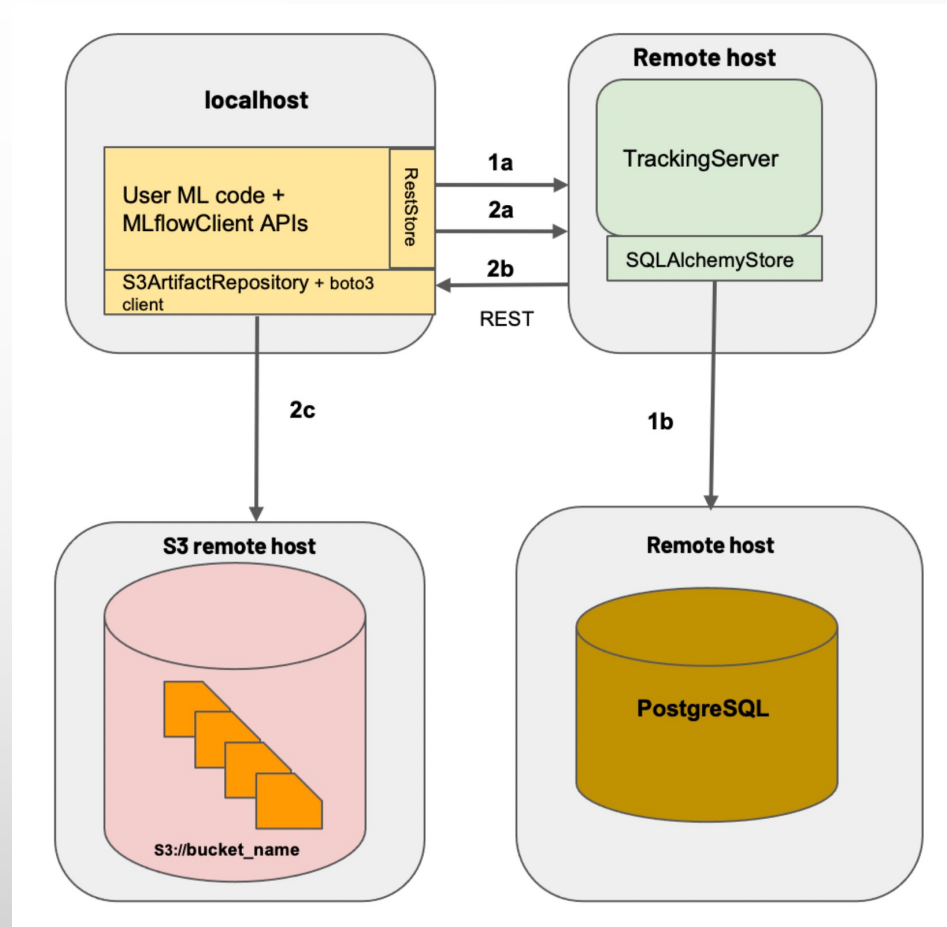 localhost
User ML code +
MLflowClient APIs
RestStore
S3ArtifactRepository + boto3
client
1a
2a
2b
REST
Remote host
TrackingServer
SQLAlchemyStore
2c
1b
S3 remote host
S3://bucket_name
Remote host
PostgreSQL